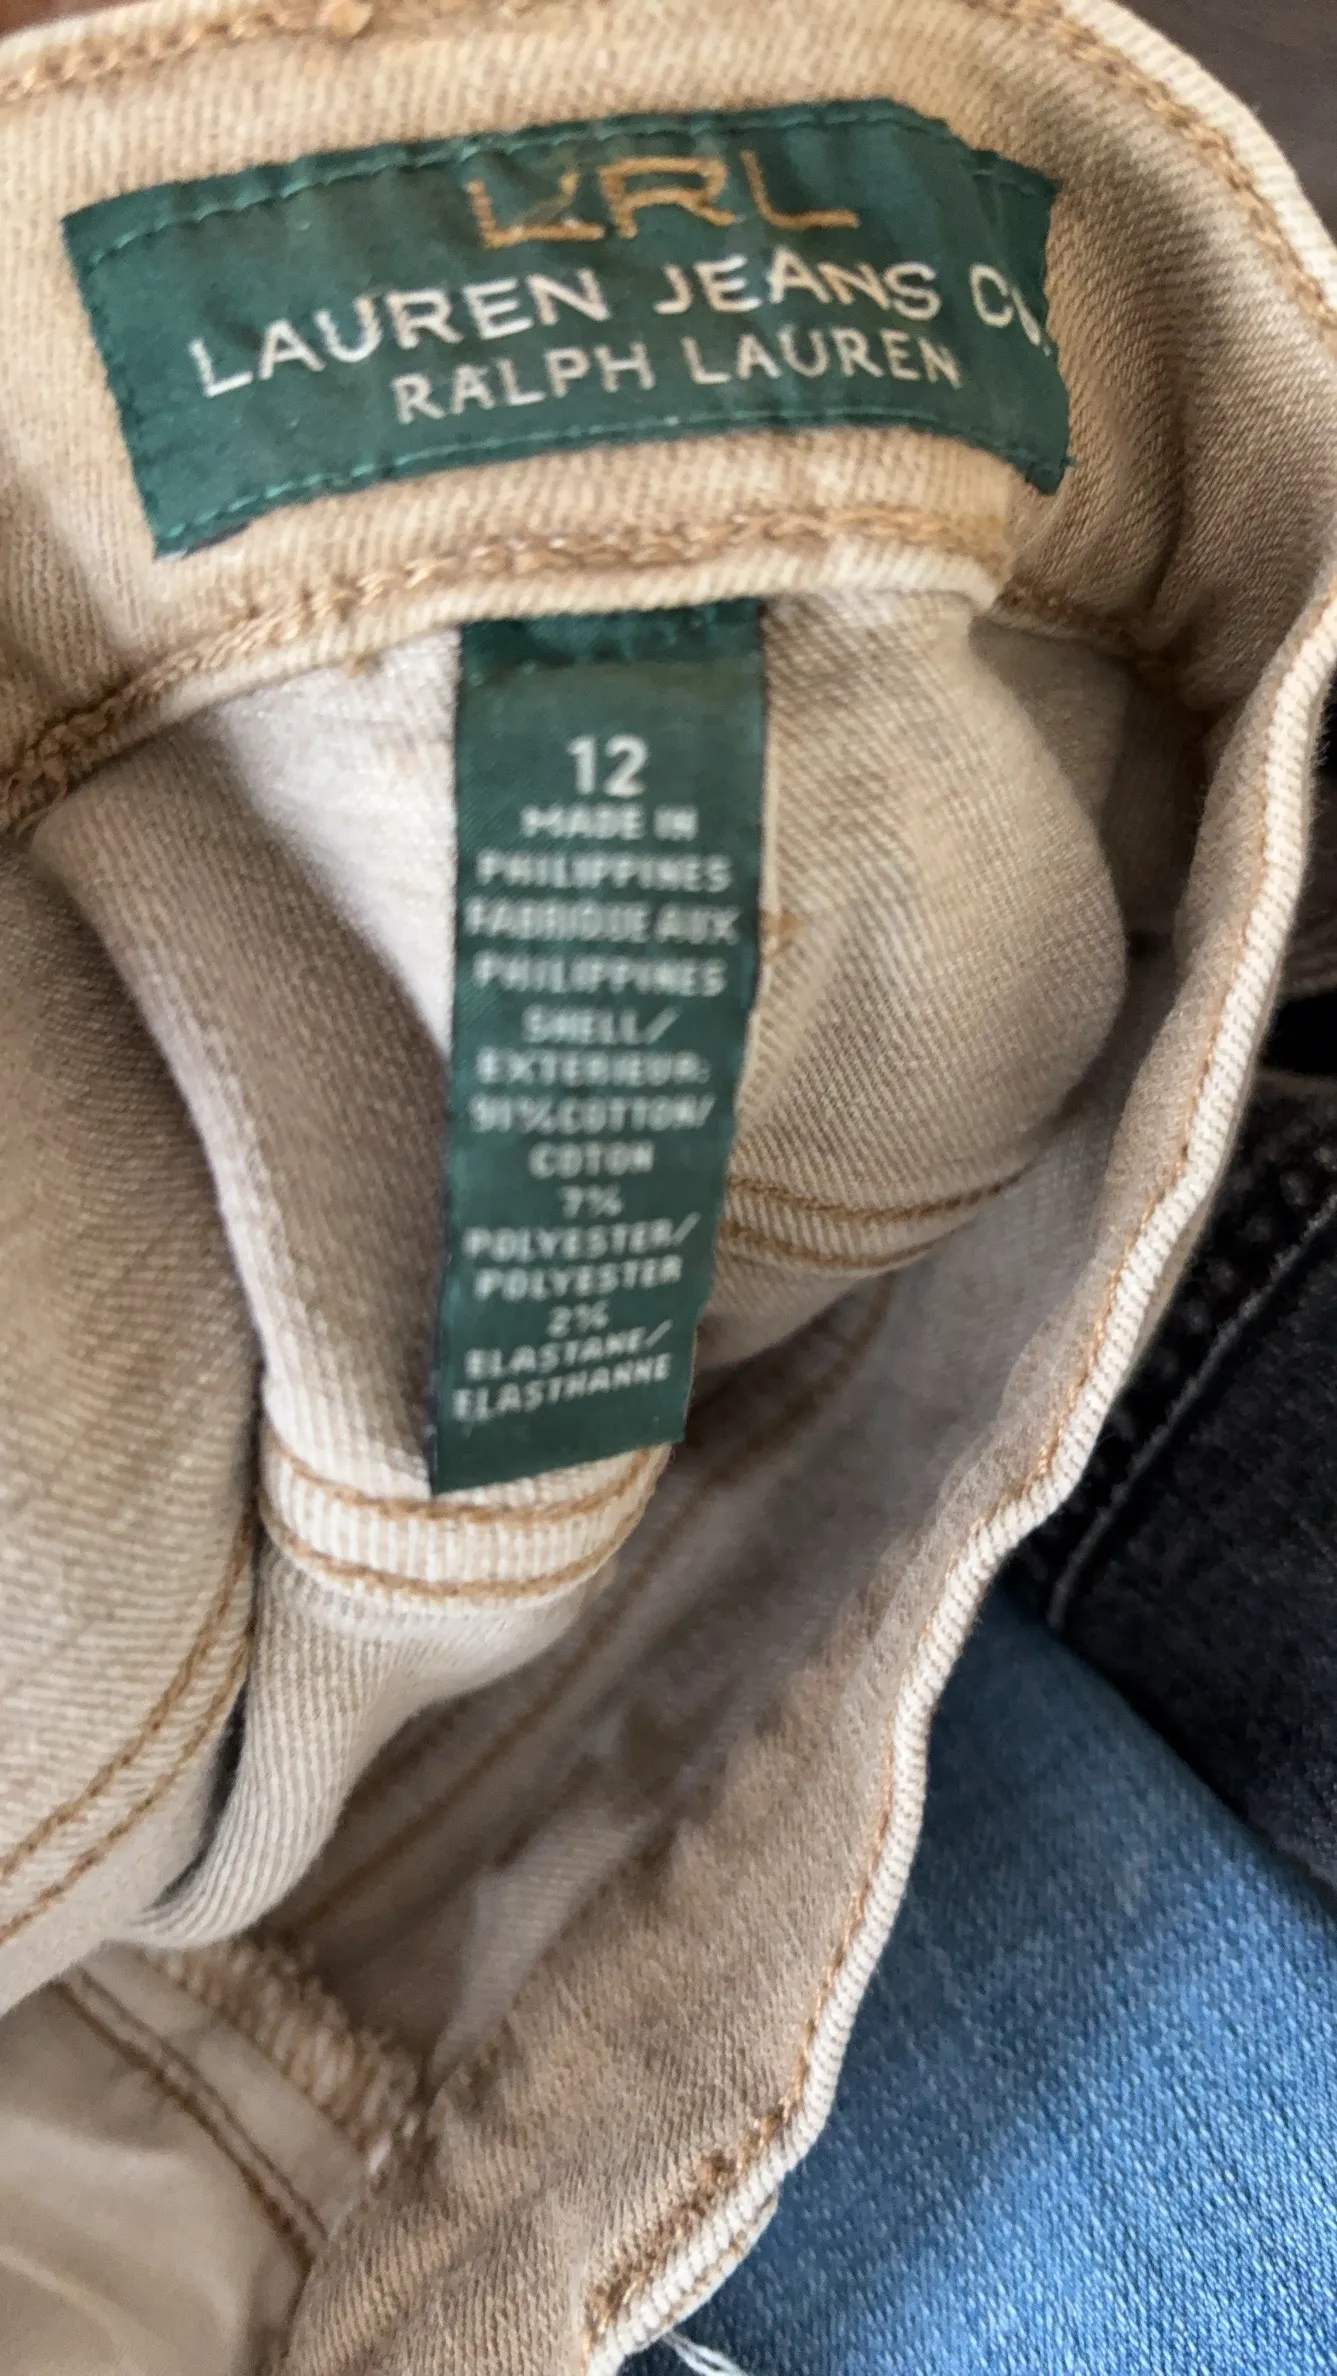 LRL
LAUREN JEANS Co.
RALPH LAUREN
12
MADE IN
PHILIPPINES
FABRIQUE AUX
PHILIPPINES
SHELL/
EXTERIEUR:
91% COTTON/
COTON
7%
POLYESTER/
POLYESTER
2%
ELASTANE/
ELASTHANNE